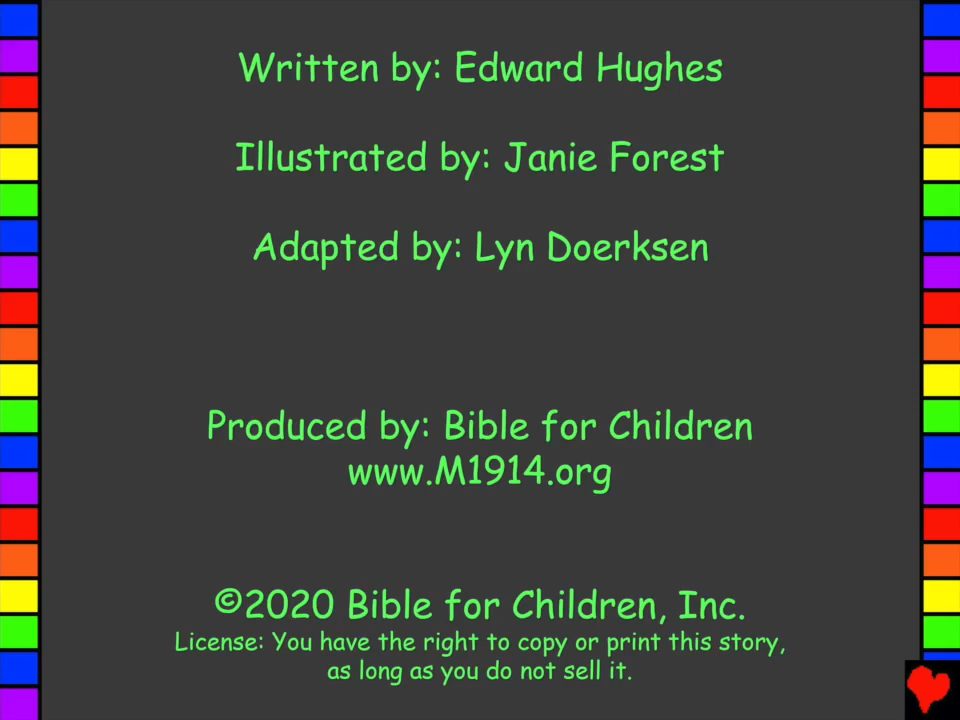 Written by: Edward Hughes
Illustrated by: Janie Forest
Adapted by: Lyn Doerksen
Produced by: Bible for Children
www.M1914.org
©2020 Bible for Children, Inc.
License: You have the right to copy or print this story,
as long as you do not sell it.